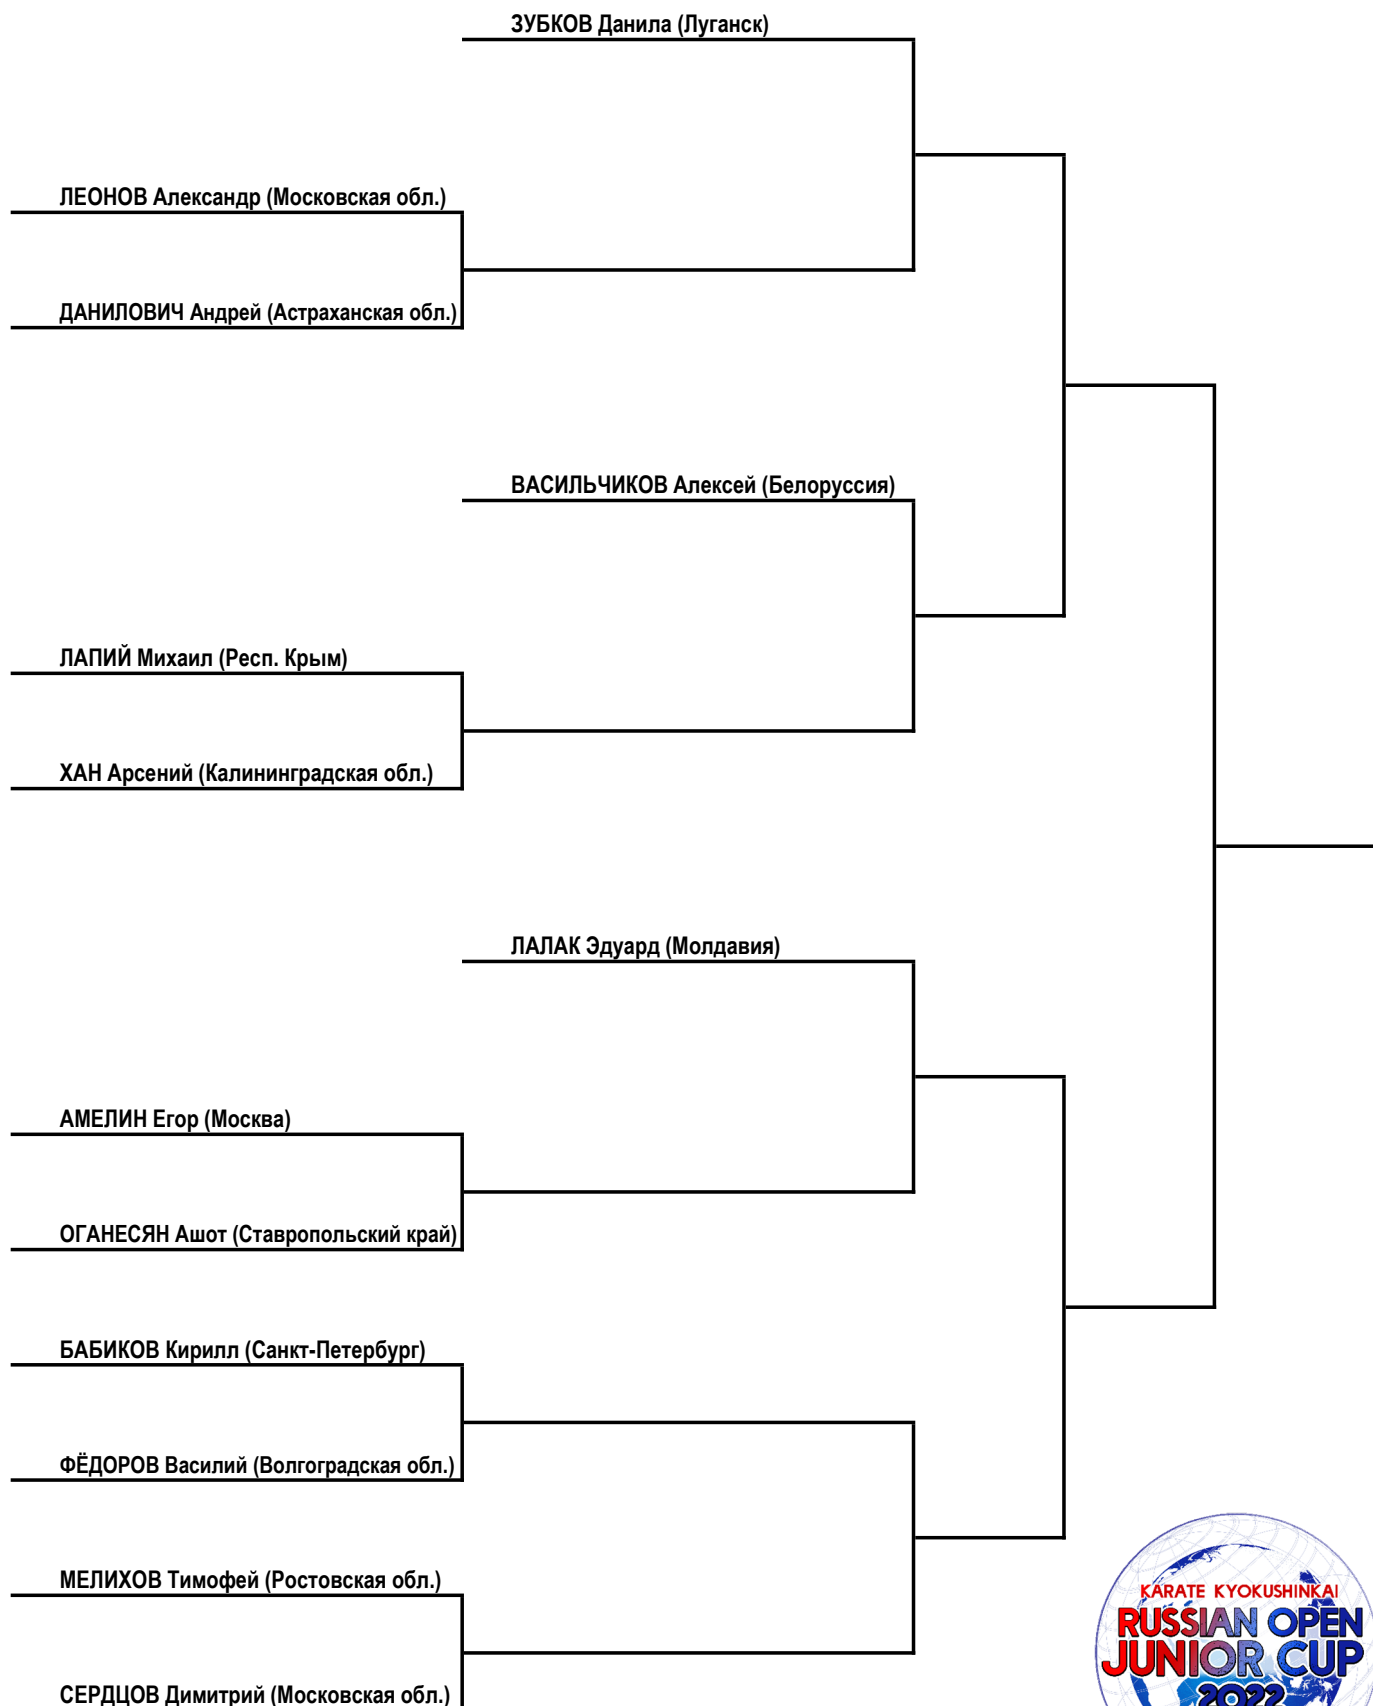 ЗУБКОВ Данила (Луганск)
ЛЕОНОВ Александр (Московская обл.)
ДАНИЛОВИЧ Андрей (Астраханская обл.)
ВАСИЛЬЧИКОВ Алексей (Белоруссия)
ЛАПИЙ Михаил (Респ. Крым)
ХАН Арсений (Калининградская обл.)
ЛАЛАК Эдуард (Молдавия)
АМЕЛИН Егор (Москва)
ОГАНЕСЯН Ашот (Ставропольский край)
БАБИКОВ Кирилл (Санкт-Петербург)
ФЁДОРОВ Василий (Волгоградская обл.)
МЕЛИХОВ Тимофей (Ростовская обл.)
СЕРДЦОВ Димитрий (Московская обл.)
KARATE KYOKUSHINKAI
RUSSIAN OPEN
JUNIOR CUP
2022